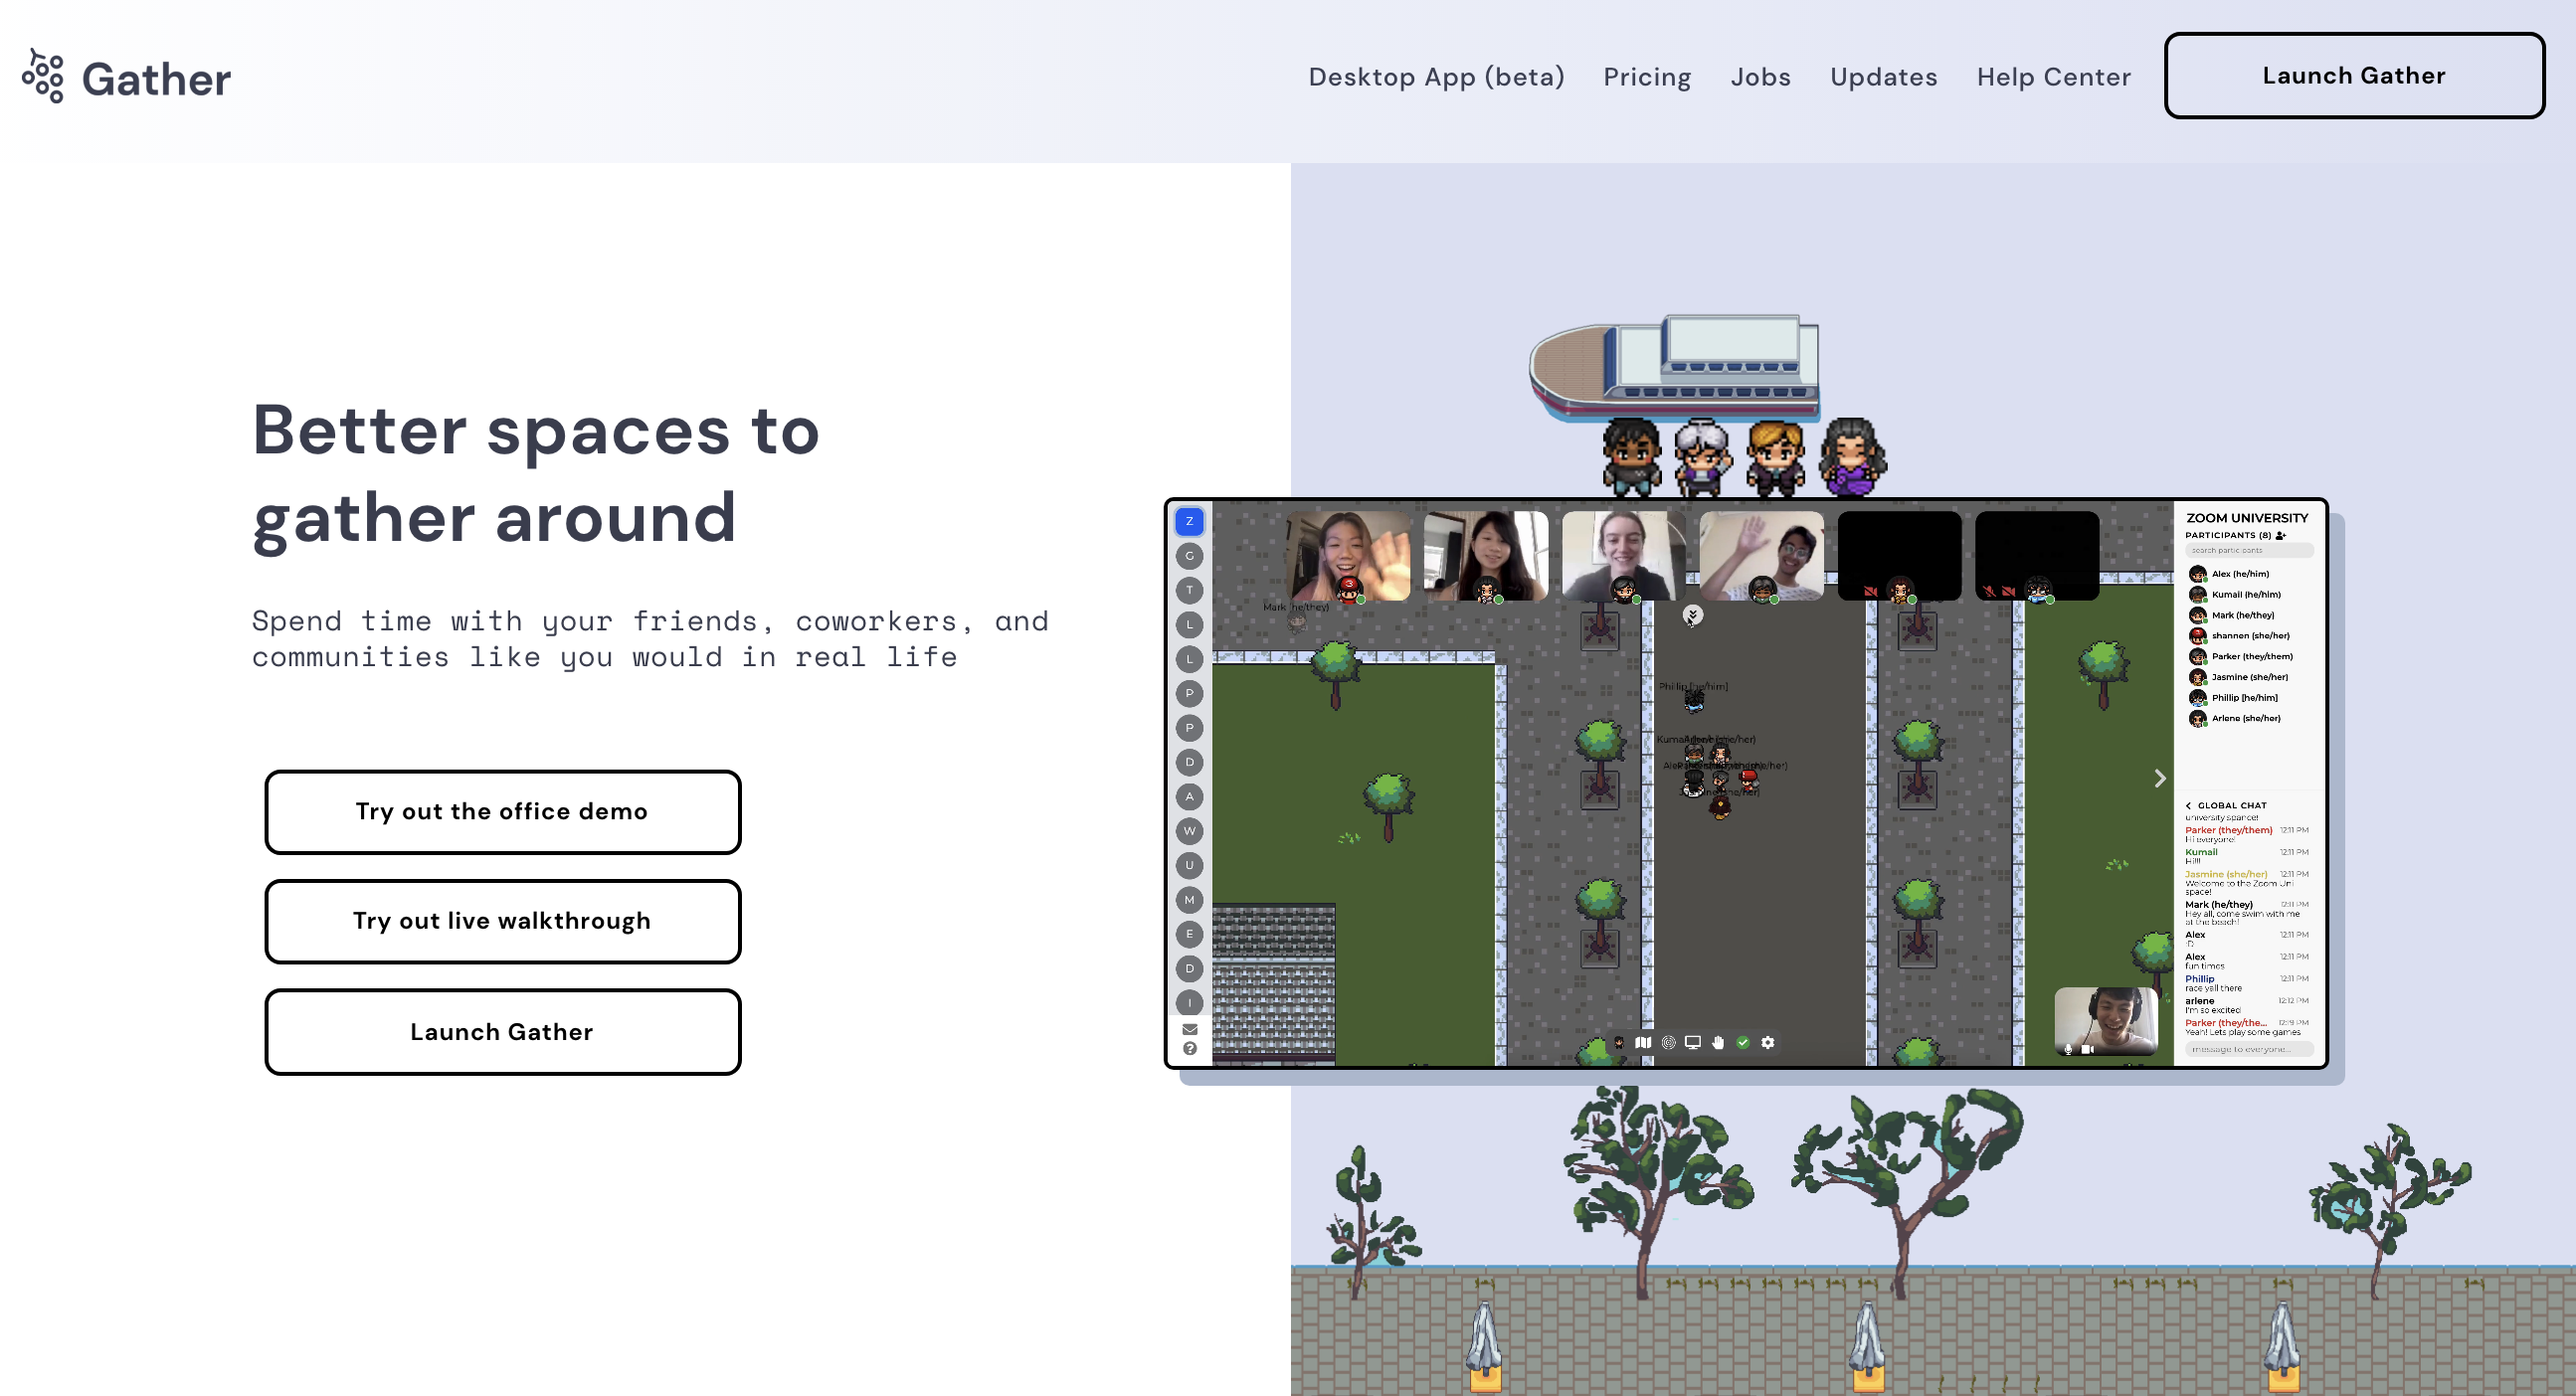 Gather
Desktop App (beta)
Pricing
Jobs
Updates
Help Center
Launch Gather
Better spaces to
gather around
Spend time with your friends, coworkers, and
communities like you would in real life
Try out the office demo
Try out live walkthrough
Launch Gather
Z
G
T
L
L
P
P
D
A
W
U
M
E
D
I
3
Mark (he/they)
Phillip [he/him]
ZOOM UNIVERSITY
PARTICIPANTS (8)
search participants
Alex (he/him)
Kumail (he/him)
Mark (he/they)
shannen (she/her)
Parker (they/them)
Jasmine (she/her)
Phillip [he/him]
Arlene (she/her)
GLOBAL CHAT
university space!
Parker (they/them) 12:11 PM
Hi everyone!
Kumail 12:11 PM
Hi!!!
Jasmine (she/her) 12:11 PM
Welcome to the Zoom Uni
space!
Mark (he/they) 12:11 PM
Hey all, come swim with me
at the beach!
Alex 12:11 PM
:D
Alex 12:11 PM
fun times
Phillip 12:11 PM
race yall there
arlene 12:12 PM
I'm so excited
Parker (they/the... 12:19 PM
Yeah! Lets play some games
message to everyone...